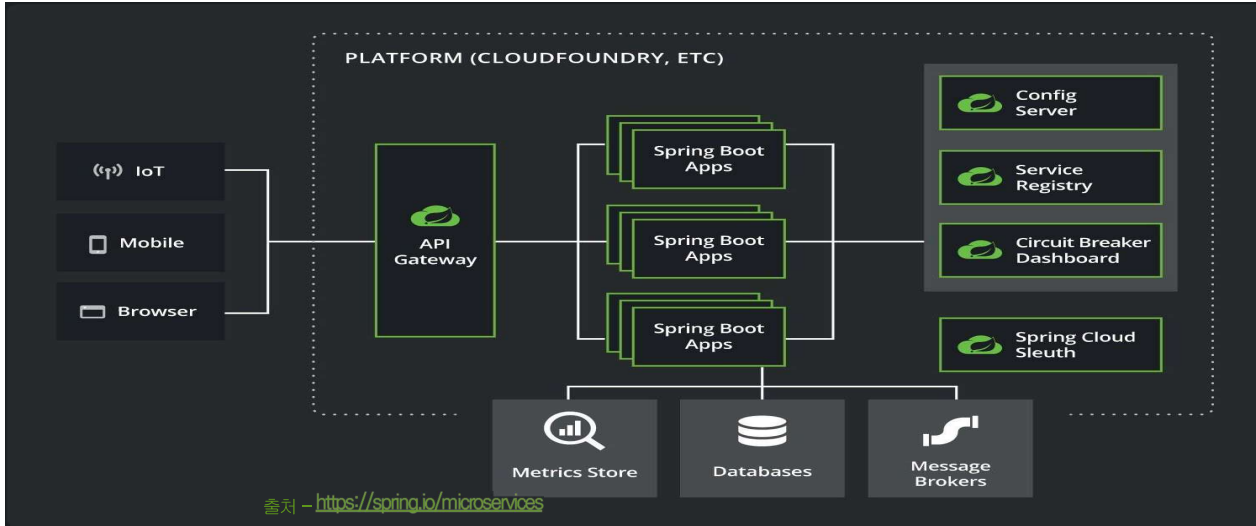 PLATFORM (CLOUDFOUNDRY, ETC)
IoT
Mobile
Browser
API
Gateway
Spring Boot
Apps
Spring Boot
Apps
Spring Boot
Apps
Config
Server
Service
Registry
Circuit Breaker
Dashboard
Spring Cloud
Sleuth
Metrics Store
Databases
Message
Brokers
출처 – https://spring.io/microservices